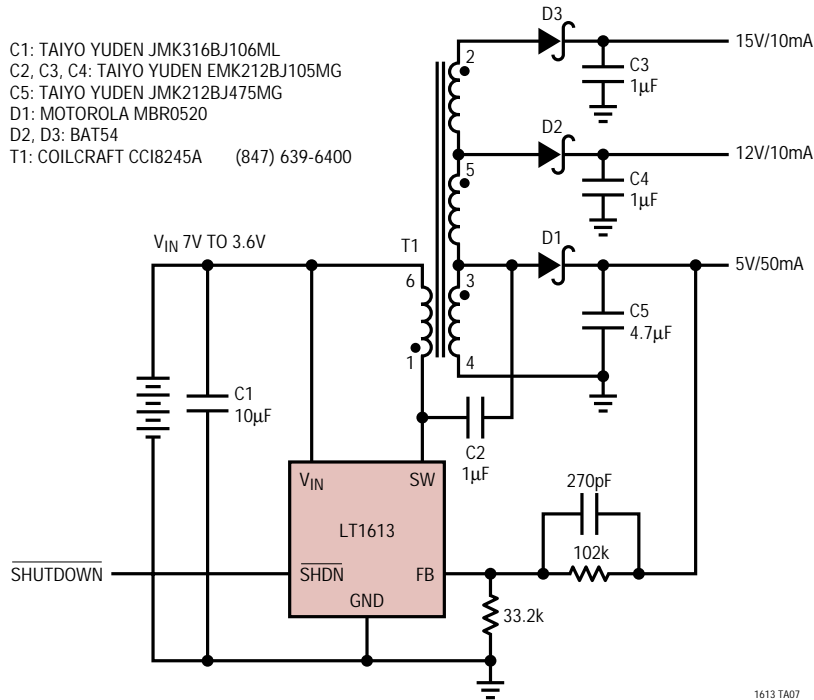 C1: TAIYO YUDEN JMK316BJ106ML
C2, C3, C4: TAIYO YUDEN EMK212BJ105MG
C5: TAIYO YUDEN JMK212BJ475MG
D1: MOTOROLA MBR0520
D2, D3: BAT54
T1: COILCRAFT CCI8245A (847) 639-6400
D3
2
15V/10mA
C3
1µF
D2
5
12V/10mA
C4
1µF
VIN 7V TO 3.6V
T1
D1
6
3
5V/50mA
C5
4.7µF
1
4
C1
10µF
C2
1µF
VIN
SW
270pF
LT1613
102k
SHUTDOWN
SHDN
FB
GND
33.2k
1613 TA07